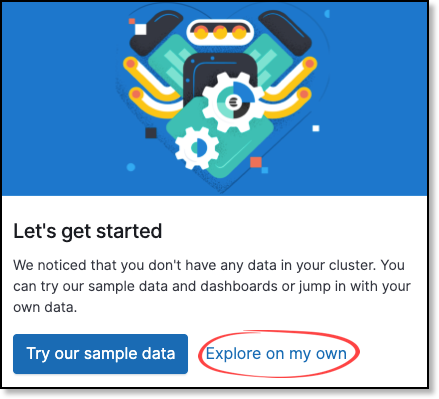 Let's get started
We noticed that you don't have any data in your cluster. You
can try our sample data and dashboards or jump in with your
own data.
Try our sample data
Explore on my own